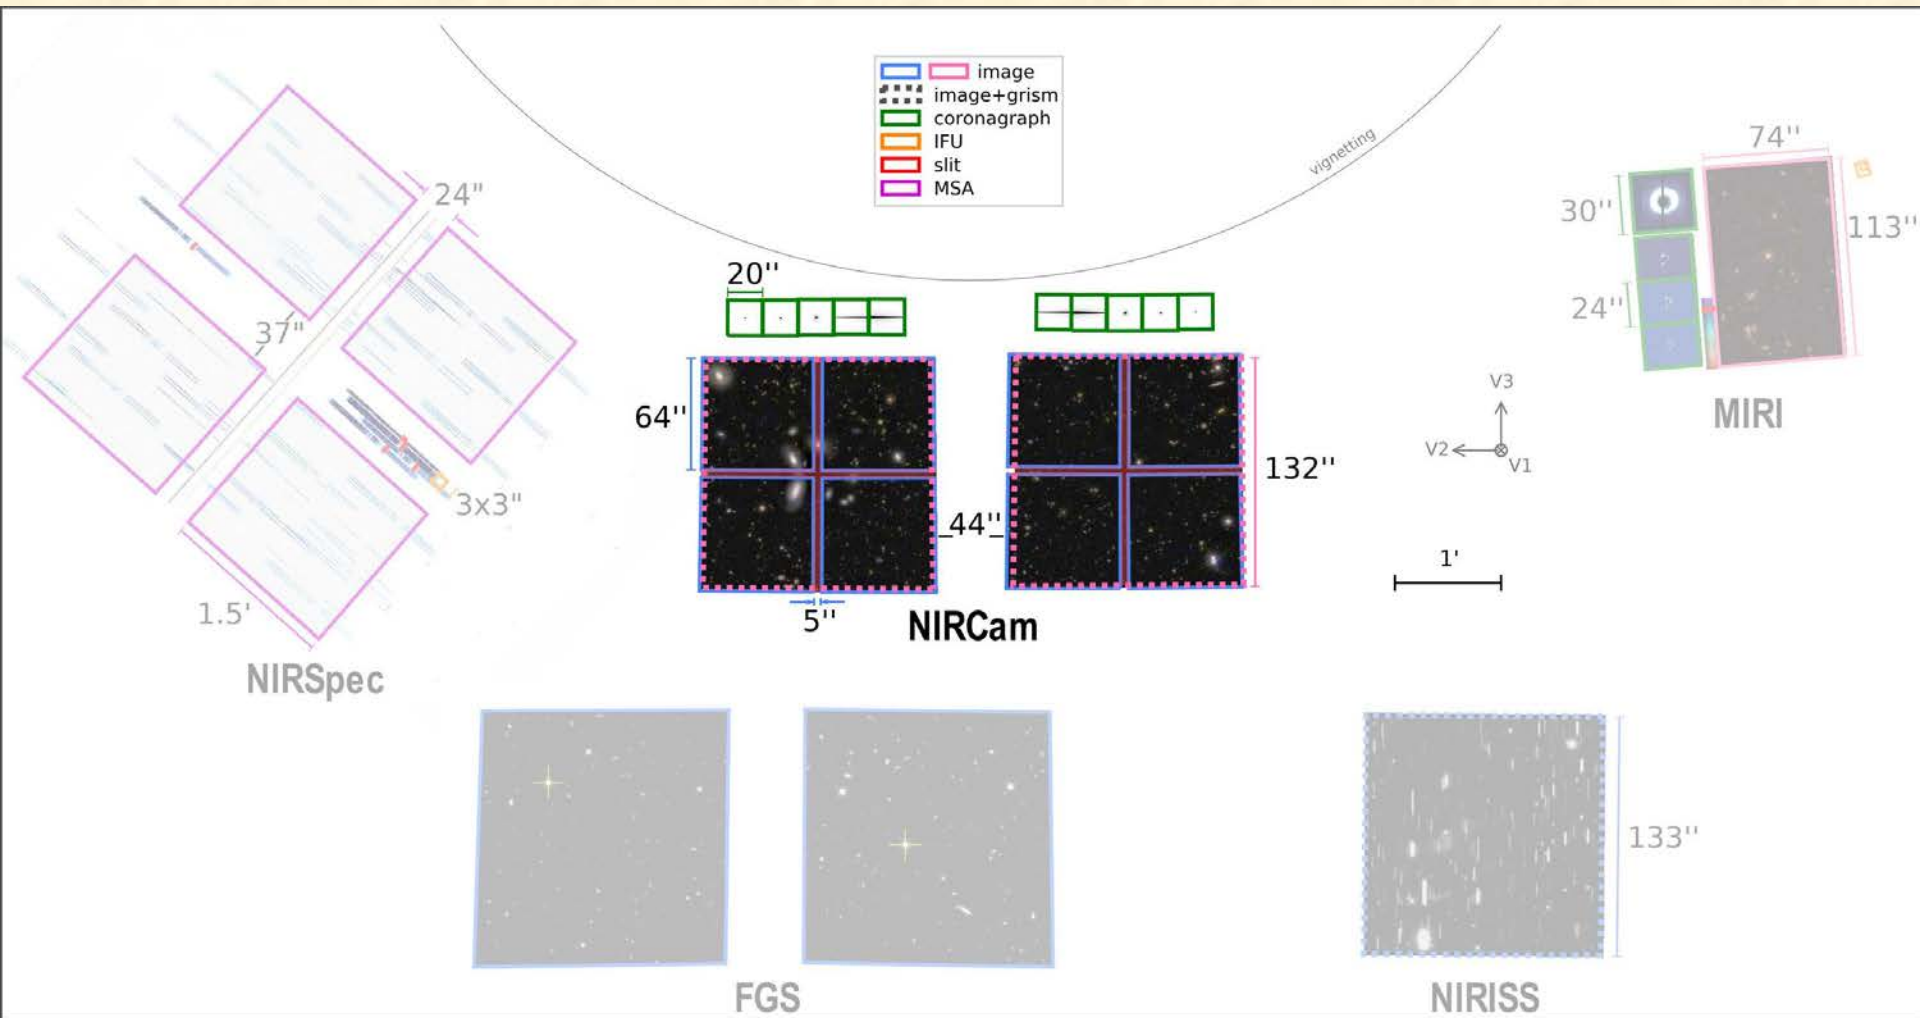 image
image+grism
coronagraph
IFU
slit
MSA
vignetting
24"
37"
3x3"
1.5'
NIRSpec
20''
64''
44''
132''
5''
NIRCam
74''
30''
113''
24''
MIRI
V3
V2
V1
1'
FGS
133''
NIRISS